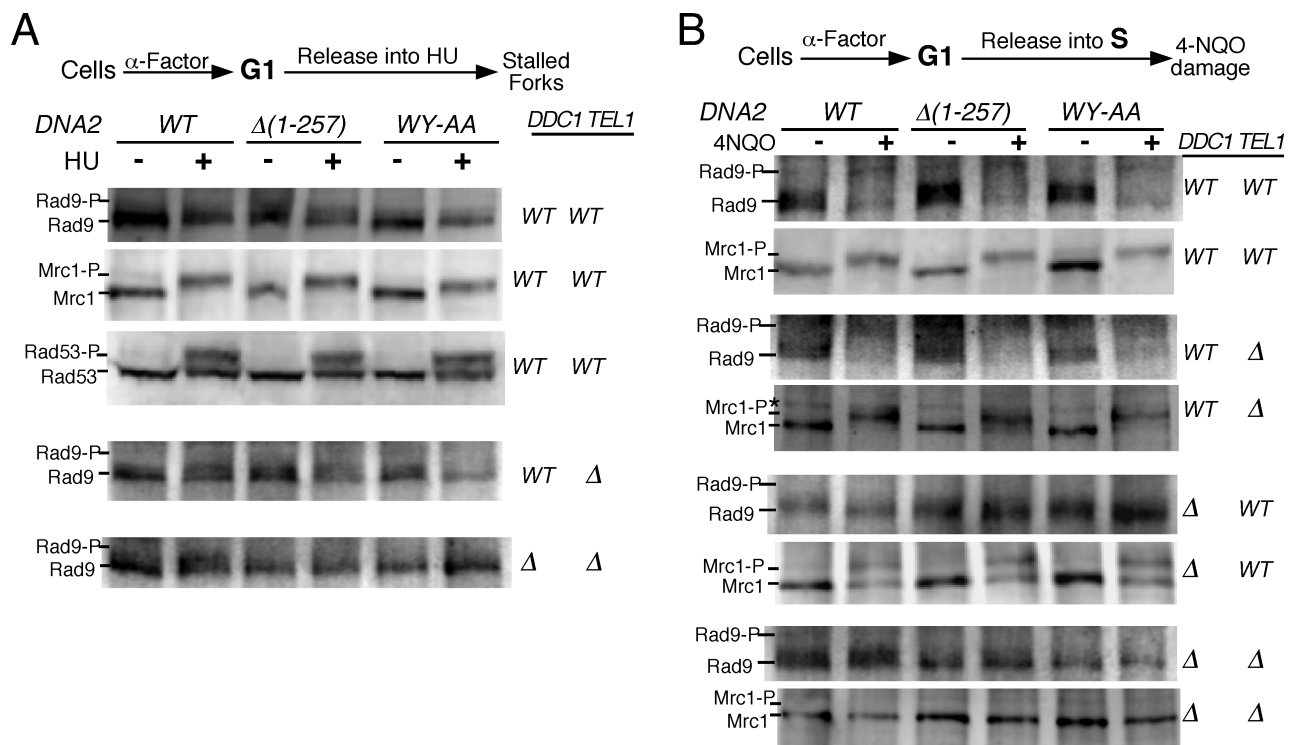 A
Cells α-Factor G1 Release into HU Stalled Forks
DNA2 WT Δ(1-257) WY-AA DDC1 TEL1
HU - + - + - +
Rad9-P
Rad9 WT WT
Mrc1-P
Mrc1 WT WT
Rad53-P
Rad53 WT WT
Rad9-P
Rad9 WT Δ
Rad9-P
Rad9 Δ Δ
B
Cells α-Factor G1 Release into S 4-NQO damage
DNA2 WT Δ(1-257) WY-AA
4NQO - + - + - + DDC1 TEL1
Rad9-P
Rad9 WT WT
Mrc1-P
Mrc1 WT WT
Rad9-P
Rad9 WT Δ
Mrc1-P*
Mrc1 WT Δ
Rad9-P
Rad9 Δ WT
Mrc1-P
Mrc1 Δ WT
Rad9-P
Rad9 Δ Δ
Mrc1-P
Mrc1 Δ Δ